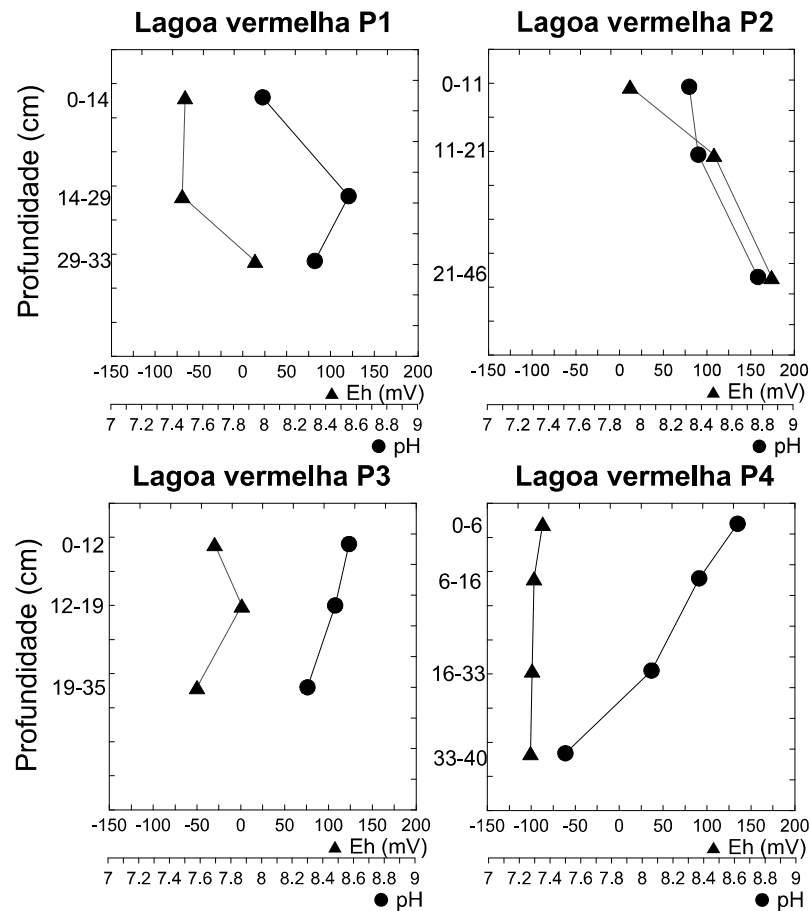 Lagoa vermelha P1
Profundidade (cm)
0-14
14-29
29-33
-150 -100 -50 0 50 100 150 200
▲ Eh (mV)
7 7.2 7.4 7.6 7.8 8 8.2 8.4 8.6 8.8 9
● pH
Lagoa vermelha P2
0-11
11-21
21-46
-150 -100 -50 0 50 100 150 200
▲ Eh (mV)
7 7.2 7.4 7.6 7.8 8 8.2 8.4 8.6 8.8 9
● pH
Lagoa vermelha P3
Profundidade (cm)
0-12
12-19
19-35
-150 -100 -50 0 50 100 150 200
▲ Eh (mV)
7 7.2 7.4 7.6 7.8 8 8.2 8.4 8.6 8.8 9
● pH
Lagoa vermelha P4
0-6
6-16
16-33
33-40
-150 -100 -50 0 50 100 150 200
▲ Eh (mV)
7 7.2 7.4 7.6 7.8 8 8.2 8.4 8.6 8.8 9
● pH